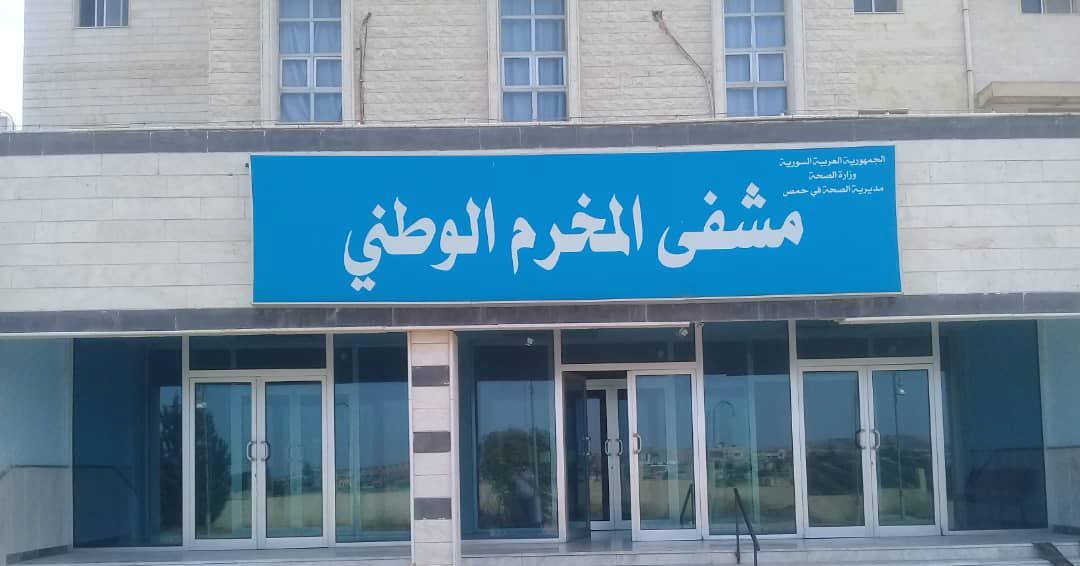 الجمهورية العربية السورية
وزارة الصحة
مديرية الصحة في حمص
مشفى المخرم الوطني